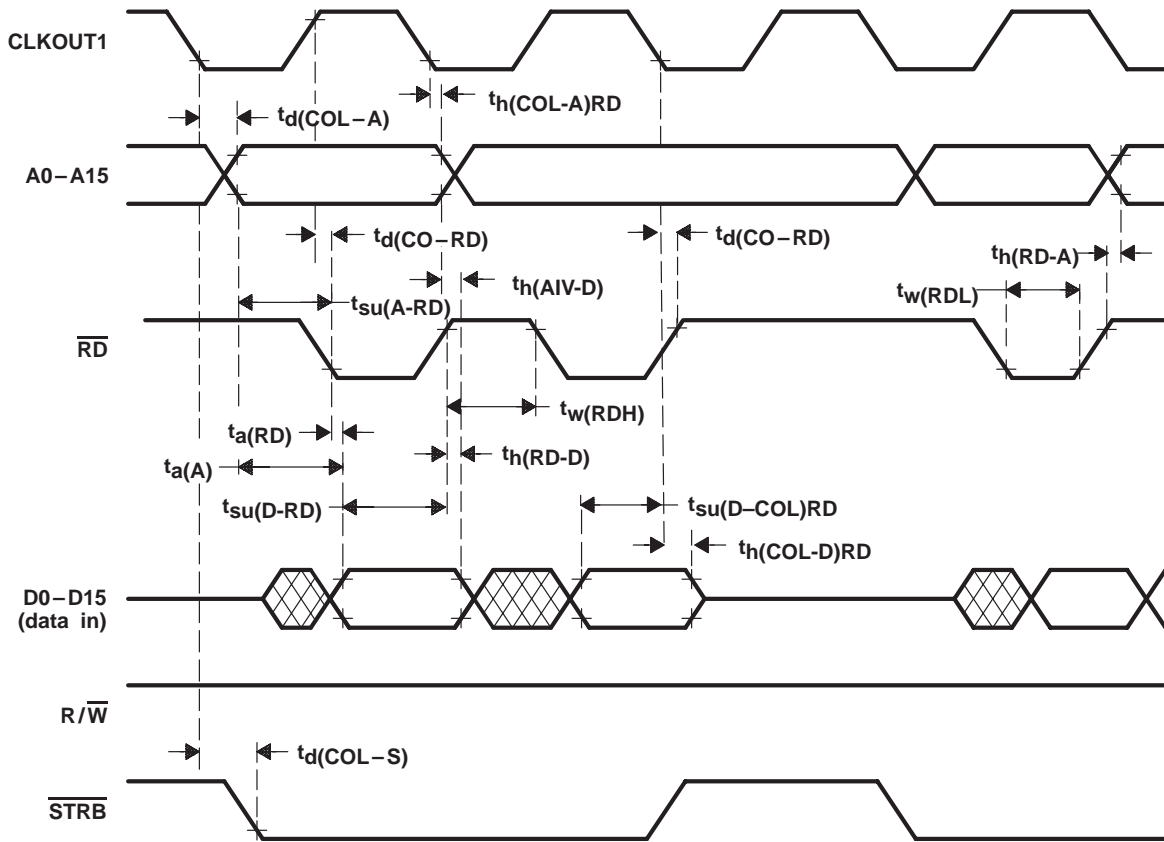 CLKOUT1
th(COL-A)RD
td(COL–A)
A0–A15
td(CO–RD)
td(CO–RD)
th(RD-A)
th(AIV-D)
tw(RDL)
tsu(A-RD)
RD
tw(RDH)
ta(RD)
th(RD-D)
ta(A)
tsu(D-RD)
tsu(D–COL)RD
th(COL-D)RD
D0–D15
(data in)
R/W
td(COL–S)
STRB